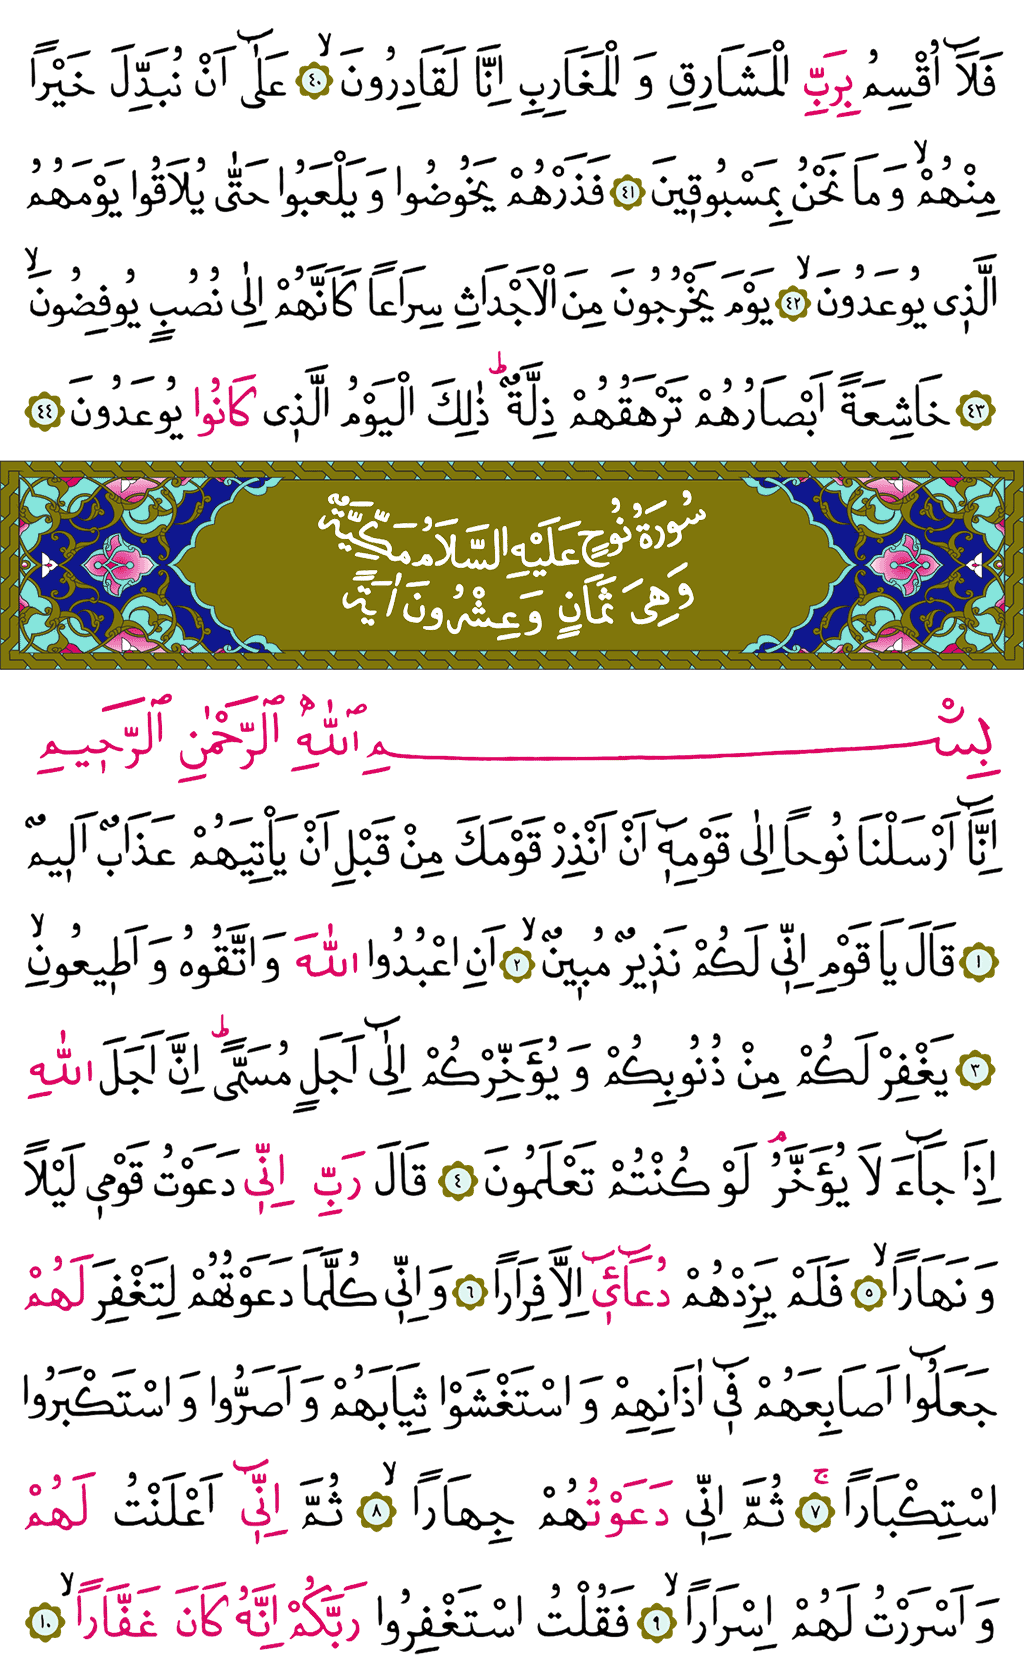 فَلَآ اُقْسِمُ بِرَبِّ الْمَشَارِقِ وَ الْمَغَارِبِ اِنَّا لَقَادِرُونَ ۙ ﴿٤٠﴾ عَلٰٓى اَنْ نُبَدِّلَ خَيْرًا
مِنْهُمْ ۙ وَ مَا نَحْنُ بِمَسْبُوقٖينَ ﴿٤١﴾ فَذَرْهُمْ يَخُوضُوا وَ يَلْعَبُوا حَتّٰى يُلَاقُوا يَوْمَهُمُ
الَّذٖى يُوعَدُونَ ۙ ﴿٤٢﴾ يَوْمَ يَخْرُجُونَ مِنَ الْاَجْدَاثِ سِرَاعًا كَاَنَّهُمْ اِلٰى نُصُبٍ يُوفِضُونَ ۙ
﴿٤٣﴾ خَاشِعَةً اَبْصَارُهُمْ تَرْهَقُهُمْ ذِلَّةٌ ؕ ذٰلِكَ الْيَوْمُ الَّذٖى كَانُوا يُوعَدُونَ ﴿٤٤﴾
سُورَةُ نُوحٍ عَلَيْهِ السَّلَامُ مَكِّيَّةٌ
وَهِىَ ثَمَانٍ وَعِشْرُونَ اٰيَةً
بِسْمِ ٱللّٰهِ ٱلرَّحْمٰنِ ٱلرَّحٖيمِ
اِنَّٓا اَرْسَلْنَا نُوحًا اِلٰى قَوْمِهٖٓ اَنْ اَنْذِرْ قَوْمَكَ مِنْ قَبْلِ اَنْ يَاْتِيَهُمْ عَذَابٌ اَلٖيمٌ
﴿١﴾ قَالَ يَا قَوْمِ اِنّٖى لَكُمْ نَذٖيرٌ مُبٖينٌ ۙ ﴿٢﴾ اَنِ اعْبُدُوا اللّٰهَ وَ اتَّقُوهُ وَ اَطٖيعُونِ ۙ
﴿٣﴾ يَغْفِرْ لَكُمْ مِنْ ذُنُوبِكُمْ وَ يُؤَخِّرْكُمْ اِلٰٓى اَجَلٍ مُسَمًّى ؕ اِنَّ اَجَلَ اللّٰهِ
اِذَا جَٓاءَ لَا يُؤَخَّرُ ۘ لَوْ كُنْتُمْ تَعْلَمُونَ ﴿٤﴾ قَالَ رَبِّ اِنّٖى دَعَوْتُ قَوْمٖى لَيْلًا
وَ نَهَارًا ۙ ﴿٥﴾ فَلَمْ يَزِدْهُمْ دُعَٓائٖٓى اِلَّا فِرَارًا ﴿٦﴾ وَ اِنّٖى كُلَّمَا دَعَوْتُهُمْ لِتَغْفِرَ لَهُمْ
جَعَلُٓوا اَصَابِعَهُمْ فٖٓى اٰذَانِهِمْ وَ اسْتَغْشَوْا ثِيَابَهُمْ وَ اَصَرُّوا وَ اسْتَكْبَرُوا
اسْتِكْبَارًا ۚ ﴿٧﴾ ثُمَّ اِنّٖى دَعَوْتُهُمْ جِهَارًا ۙ ﴿٨﴾ ثُمَّ اِنّٖٓى اَعْلَنْتُ لَهُمْ
وَ اَسْرَرْتُ لَهُمْ اِسْرَارًا ۙ ﴿٩﴾ فَقُلْتُ اسْتَغْفِرُوا رَبَّكُمْ اِنَّهُ كَانَ غَفَّارًا ۙ ﴿١٠﴾